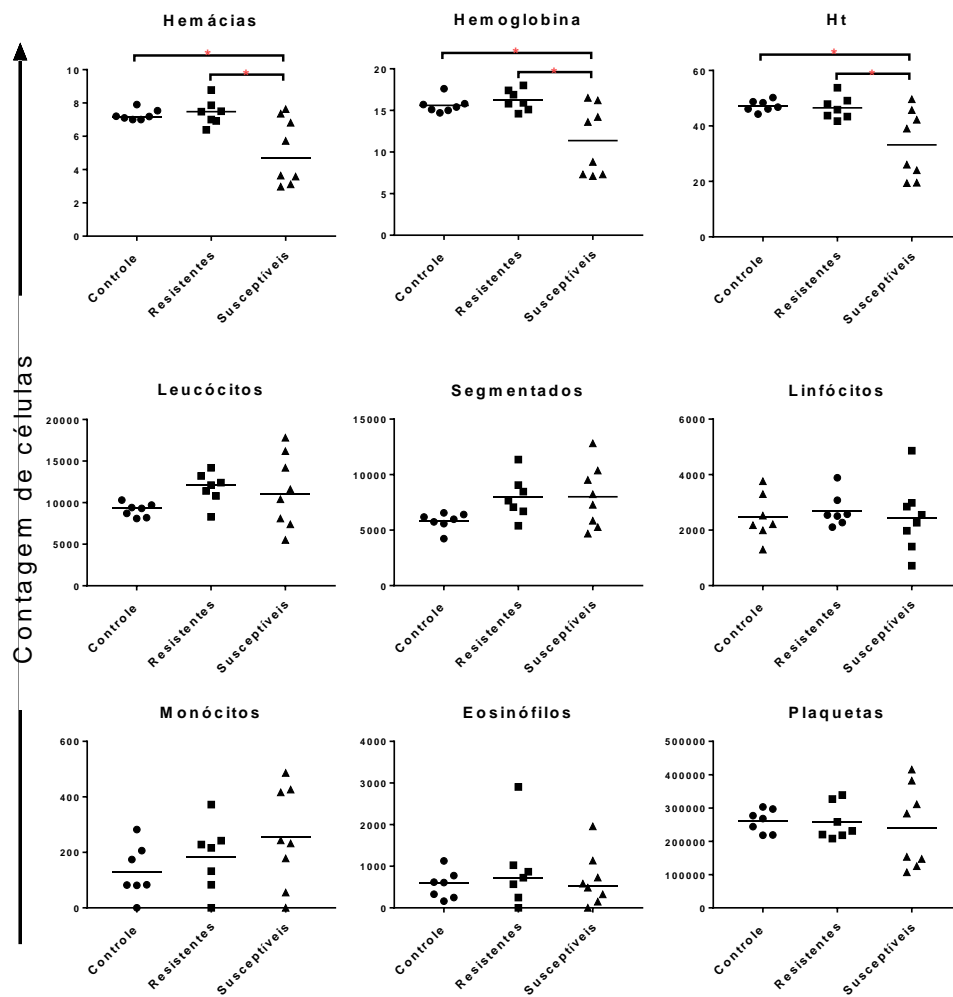 Hemácias Hemoglobina Ht
* * *
* * *
10 20 60
8 15 40
6 10 20
4 5 0
2 0
0
Controle Resistentes Susceptíveis Controle Resistentes Susceptíveis Controle Resistentes Susceptíveis
Contagem de células
Leucócitos Segmentados Linfócitos
20000 15000 6000
15000 10000 4000
10000 5000 2000
5000 0 0
0
Controle Resistentes Susceptíveis Controle Resistentes Susceptíveis Controle Resistentes Susceptíveis
Monócitos Eosinófilos Plaquetas
600 4000 500000
400 3000 400000
200 2000 300000
0 1000 200000
0 100000
0
Controle Resistentes Susceptíveis Controle Resistentes Susceptíveis Controle Resistentes Susceptíveis